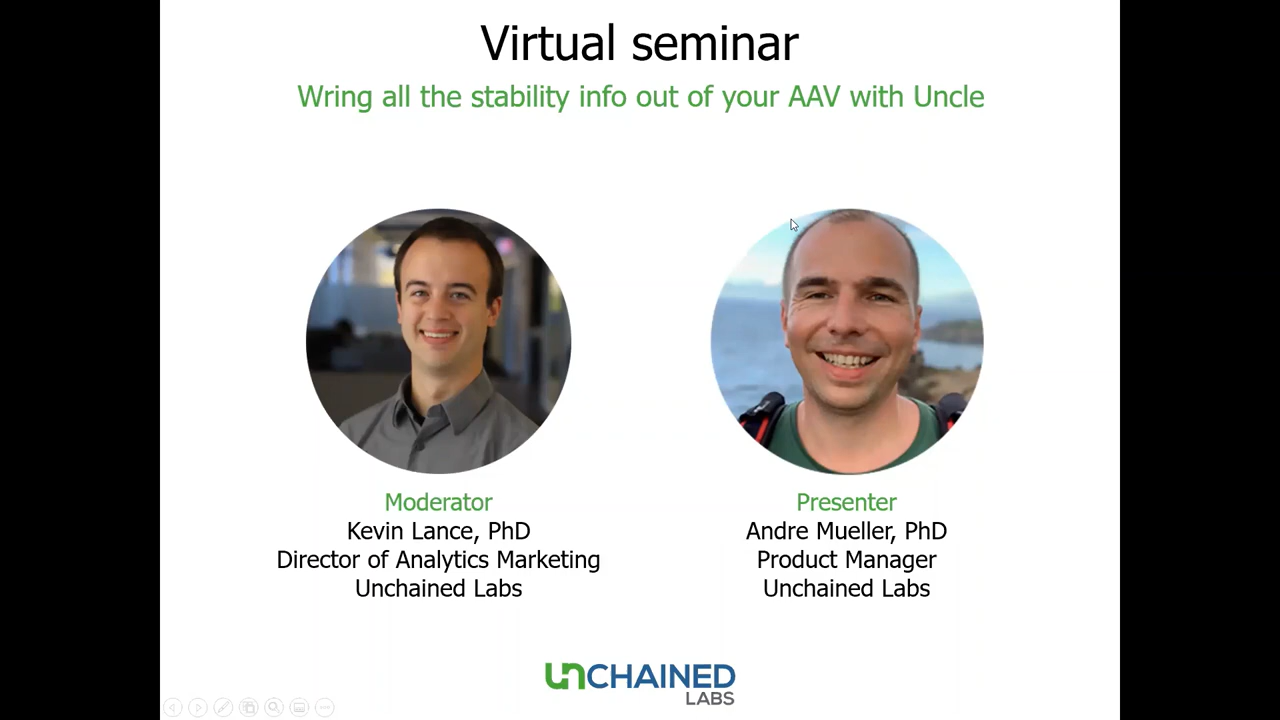 Virtual seminar
Wring all the stability info out of your AAV with Uncle
Moderator
Kevin Lance, PhD
Director of Analytics Marketing
Unchained Labs
Presenter
Andre Mueller, PhD
Product Manager
Unchained Labs
UNCHAINED
LABS